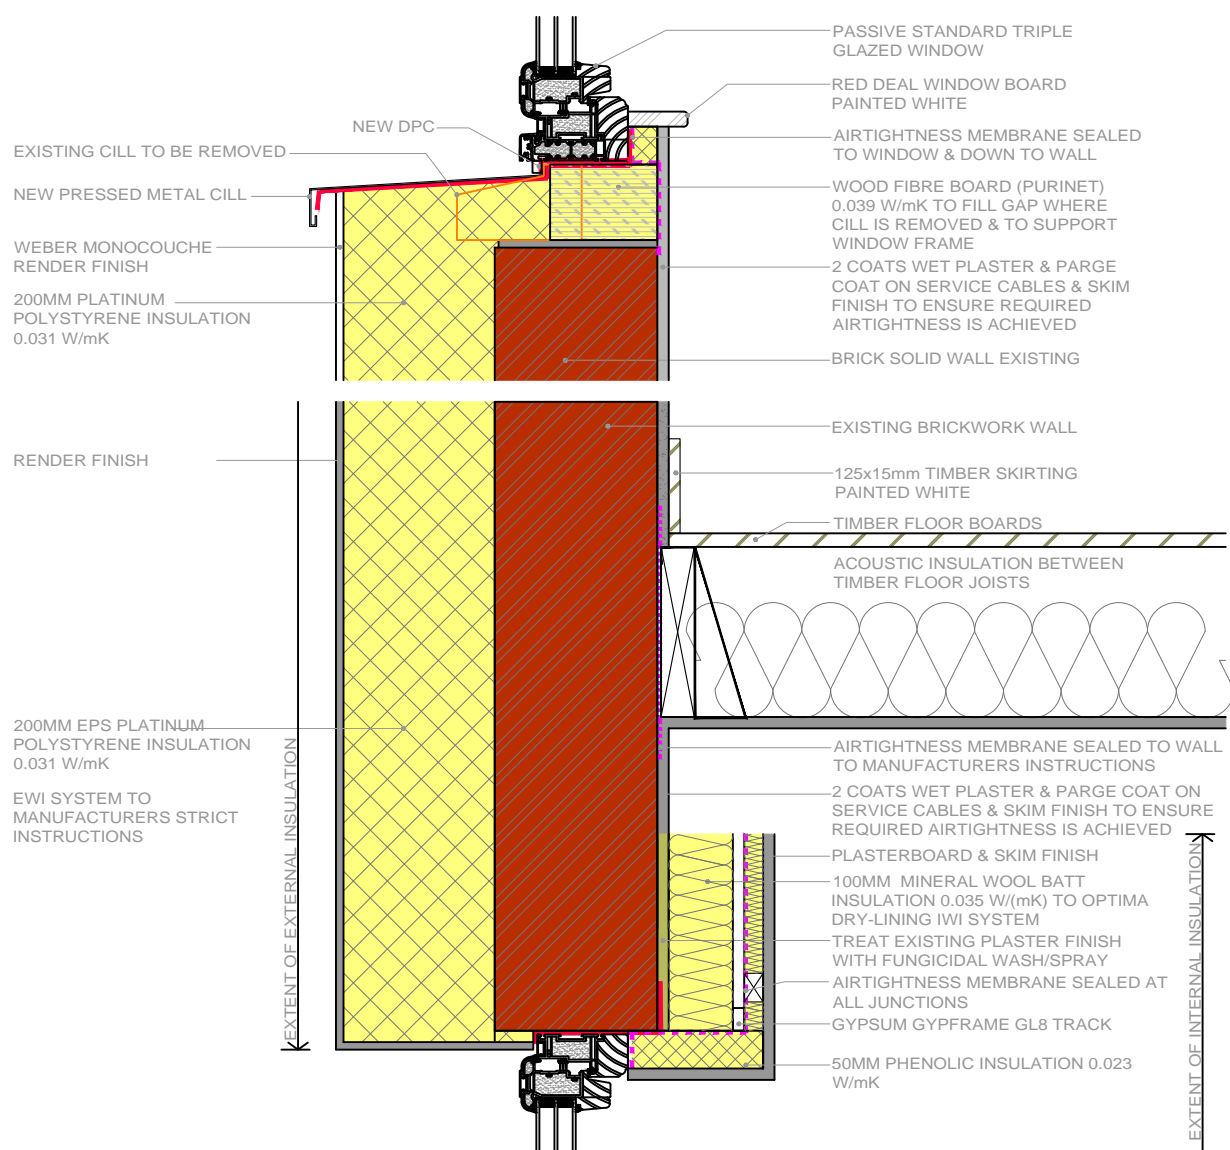 PASSIVE STANDARD TRIPLE
GLAZED WINDOW
RED DEAL WINDOW BOARD
PAINTED WHITE
NEW DPC
AIRTIGHTNESS MEMBRANE SEALED
TO WINDOW & DOWN TO WALL
EXISTING CILL TO BE REMOVED
NEW PRESSED METAL CILL
WOOD FIBRE BOARD (PURINET)
0.039 W/mK TO FILL GAP WHERE
CILL IS REMOVED & TO SUPPORT
WINDOW FRAME
WEBER MONOCOUCHE
RENDER FINISH
2 COATS WET PLASTER & PARGE
COAT ON SERVICE CABLES & SKIM
FINISH TO ENSURE REQUIRED
AIRTIGHTNESS IS ACHIEVED
200MM PLATINUM
POLYSTYRENE INSULATION
0.031 W/mK
BRICK SOLID WALL EXISTING
EXISTING BRICKWORK WALL
RENDER FINISH
125x15mm TIMBER SKIRTING
PAINTED WHITE
TIMBER FLOOR BOARDS
ACOUSTIC INSULATION BETWEEN
TIMBER FLOOR JOISTS
200MM EPS PLATINUM
POLYSTYRENE INSULATION
0.031 W/mK
EWI SYSTEM TO
MANUFACTURERS STRICT
INSTRUCTIONS
EXTENT OF EXTERNAL INSULATION
AIRTIGHTNESS MEMBRANE SEALED TO WALL
TO MANUFACTURERS INSTRUCTIONS
2 COATS WET PLASTER & PARGE COAT ON
SERVICE CABLES & SKIM FINISH TO ENSURE
REQUIRED AIRTIGHTNESS IS ACHIEVED
PLASTERBOARD & SKIM FINISH
100MM MINERAL WOOL BATT
INSULATION 0.035 W/(mK) TO OPTIMA
DRY-LINING IWI SYSTEM
TREAT EXISTING PLASTER FINISH
WITH FUNGICIDAL WASH/SPRAY
AIRTIGHTNESS MEMBRANE SEALED AT
ALL JUNCTIONS
GYPSUM GYPFRAME GL8 TRACK
50MM PHENOLIC INSULATION 0.023
W/mK
EXTENT OF INTERNAL INSULATION